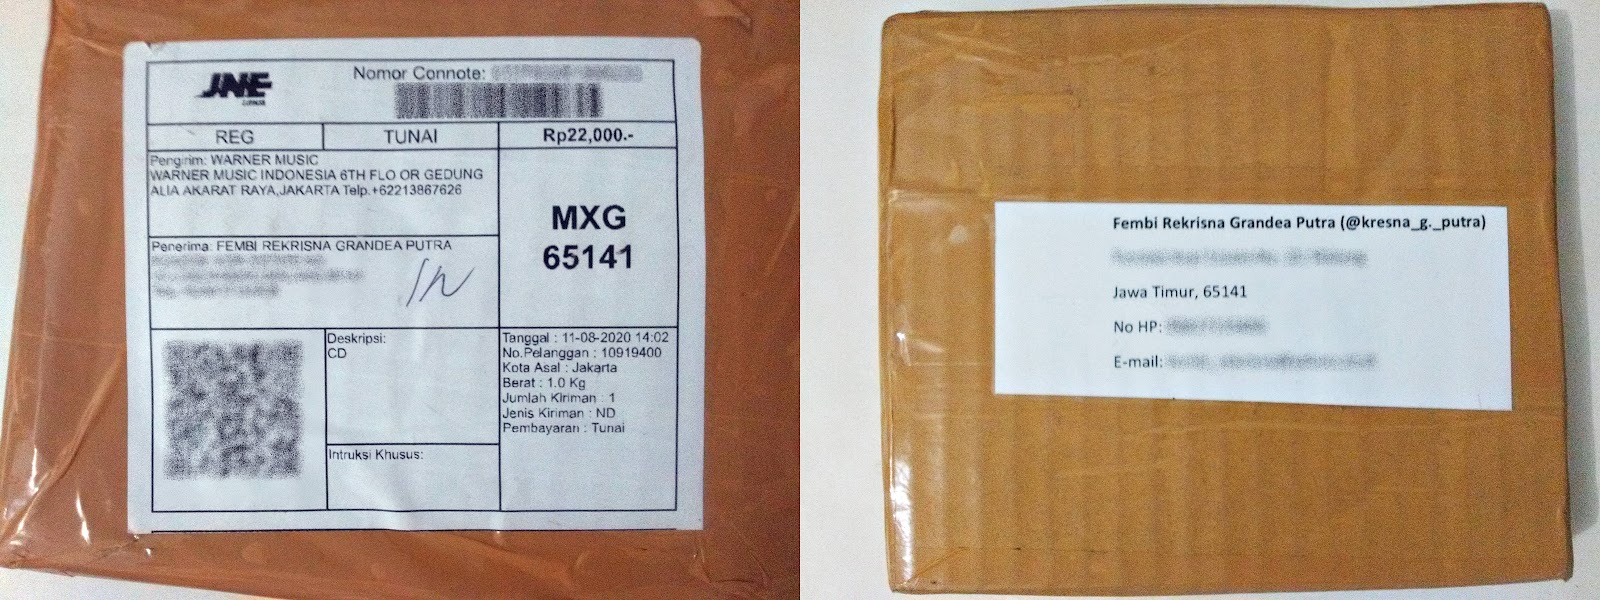 JNE
EXPRESS
Nomor Connote:
REG
TUNAI
Rp22,000.-
Pengirim: WARNER MUSIC
WARNER MUSIC INDONESIA 6TH FLO OR GEDUNG
ALIA AKARAT RAYA,JAKARTA Telp.+62213867626
MXG
65141
Penerima: FEMBI REKRISNA GRANDEA PUTRA
Deskripsi:
CD
Intruksi Khusus:
Tanggal : 11-08-2020 14:02
No.Pelanggan : 10919400
Kota Asal : Jakarta
Berat : 1.0 Kg
Jumlah Kiriman : 1
Jenis Kiriman : ND
Pembayaran : Tunai
Fembi Rekrisna Grandea Putra (@kresna_g._putra)
Jawa Timur, 65141
No HP:
E-mail: